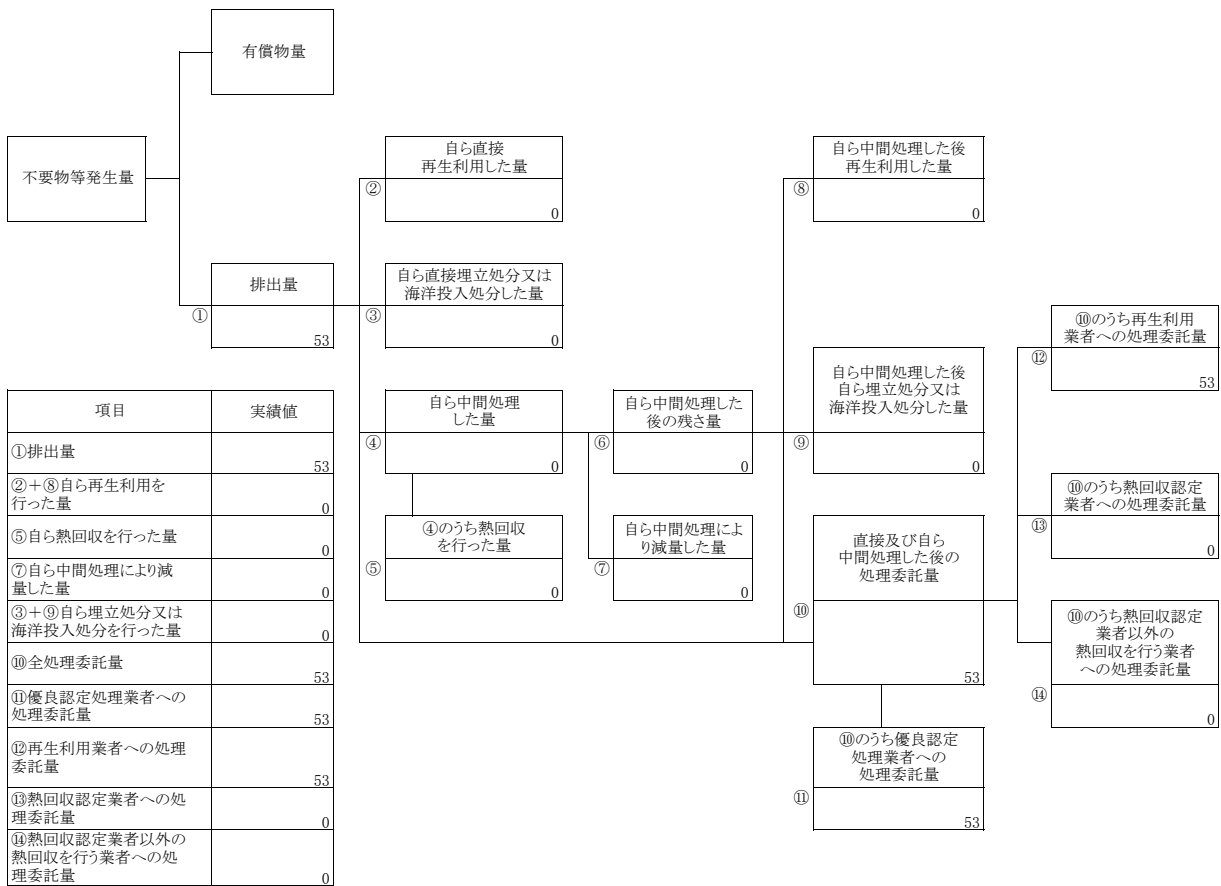 有償物量
不要物等発生量
自ら直接
再生利用した量
②
0
自ら中間処理した後
再生利用した量
⑧
0
排出量
①
53
自ら直接埋立処分又は
海洋投入処分した量
③
0
⑩のうち再生利用
業者への処理委託量
⑫
53
自ら中間処理
した量
④
0
自ら中間処理した
後の残さ量
⑥
0
自ら中間処理した後
自ら埋立処分又は
海洋投入処分した量
⑨
0
⑩のうち熱回収認定
業者への処理委託量
⑬
0
④のうち熱回収
を行った量
⑤
0
自ら中間処理によ
り減量した量
⑦
0
直接及び自ら
中間処理した後の
処理委託量
⑩
53
⑩のうち熱回収認定
業者以外の
熱回収を行う業者
への処理委託量
⑭
0
⑩のうち優良認定
処理業者への
処理委託量
⑪
53
項目 実績値
①排出量
53
②+⑧自ら再生利用を
行った量
0
⑤自ら熱回収を行った量
0
⑦自ら中間処理により減
量した量
0
③+⑨自ら埋立処分又は
海洋投入処分を行った量
0
⑩全処理委託量
53
⑪優良認定処理業者への
処理委託量
53
⑫再生利用業者への処理
委託量
53
⑬熱回収認定業者への処
理委託量
0
⑭熱回収認定業者以外の
熱回収を行う業者への処
理委託量
0